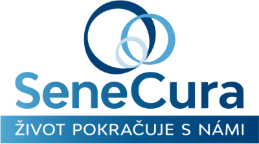 SeneCura
ŽIVOT POKRAČUJE S NÁMI